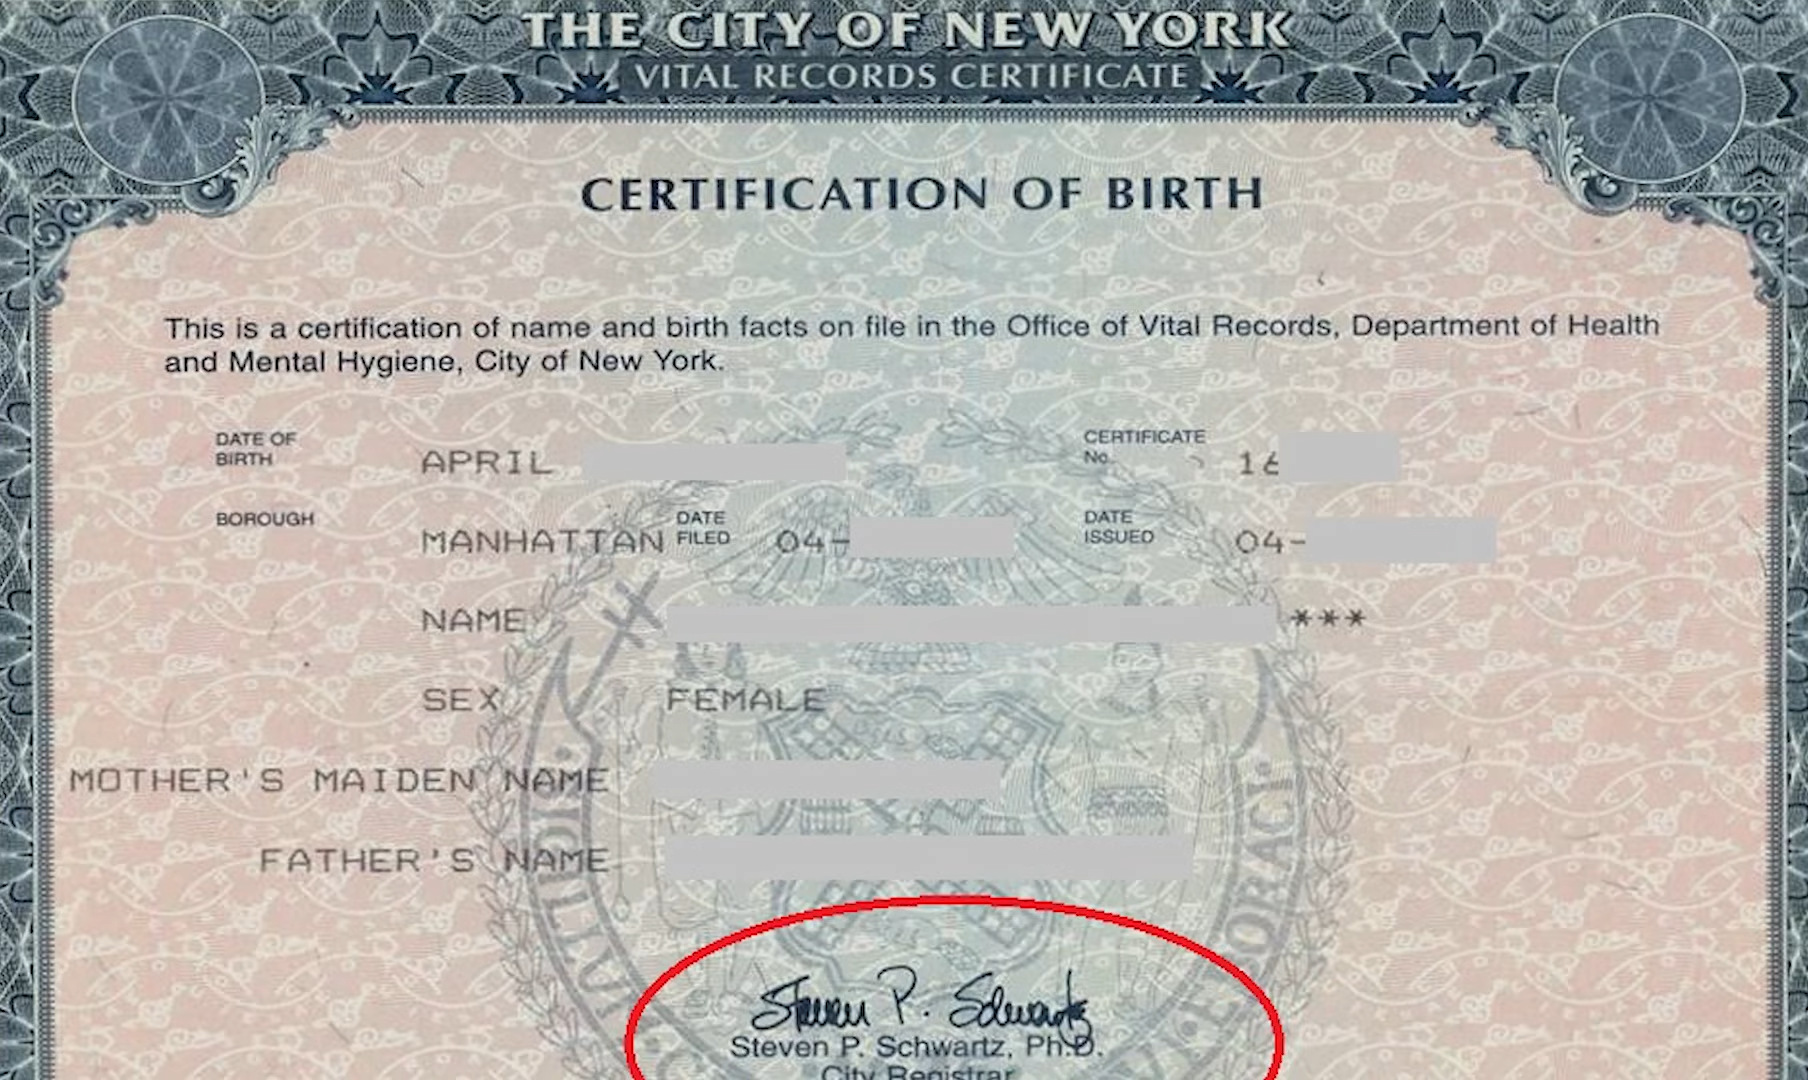 THE CITY OF NEW YORK
VITAL RECORDS CERTIFICATE
CERTIFICATION OF BIRTH
This is a certification of name and birth facts on file in the Office of Vital Records, Department of Health
and Mental Hygiene, City of New York.
DATE OF
BIRTH
APRIL
CERTIFICATE
No.
16
BOROUGH
MANHATTAN
DATE
FILED
04-
DATE
ISSUED
04-
NAME
***
SEX FEMALE
MOTHER'S MAIDEN NAME
FATHER'S NAME
Steven P. Schwartz
Steven P. Schwartz, Ph.D.
City Registrar